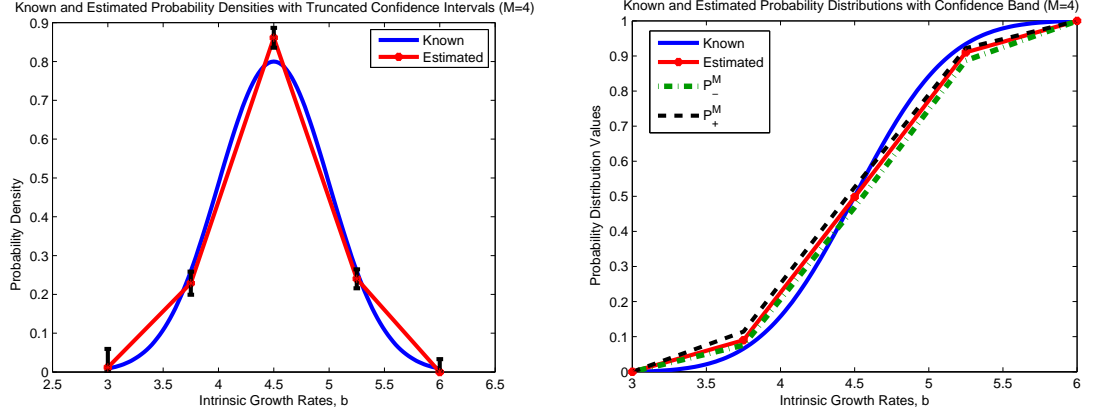 Known and Estimated Probability Densities with Truncated Confidence Intervals (M=4)
0.9
0.8
0.7
0.6
0.5
0.4
0.3
0.2
0.1
0
Probability Density
Known
Estimated
2.5 3 3.5 4 4.5 5 5.5 6 6.5
Intrinsic Growth Rates, b
Known and Estimated Probability Distributions with Confidence Band (M=4)
1
0.9
0.8
0.7
0.6
0.5
0.4
0.3
0.2
0.1
0
Probability Distribution Values
Known
Estimated
P_-^M
P_+^M
3 3.5 4 4.5 5 5.5 6
Intrinsic Growth Rates, b